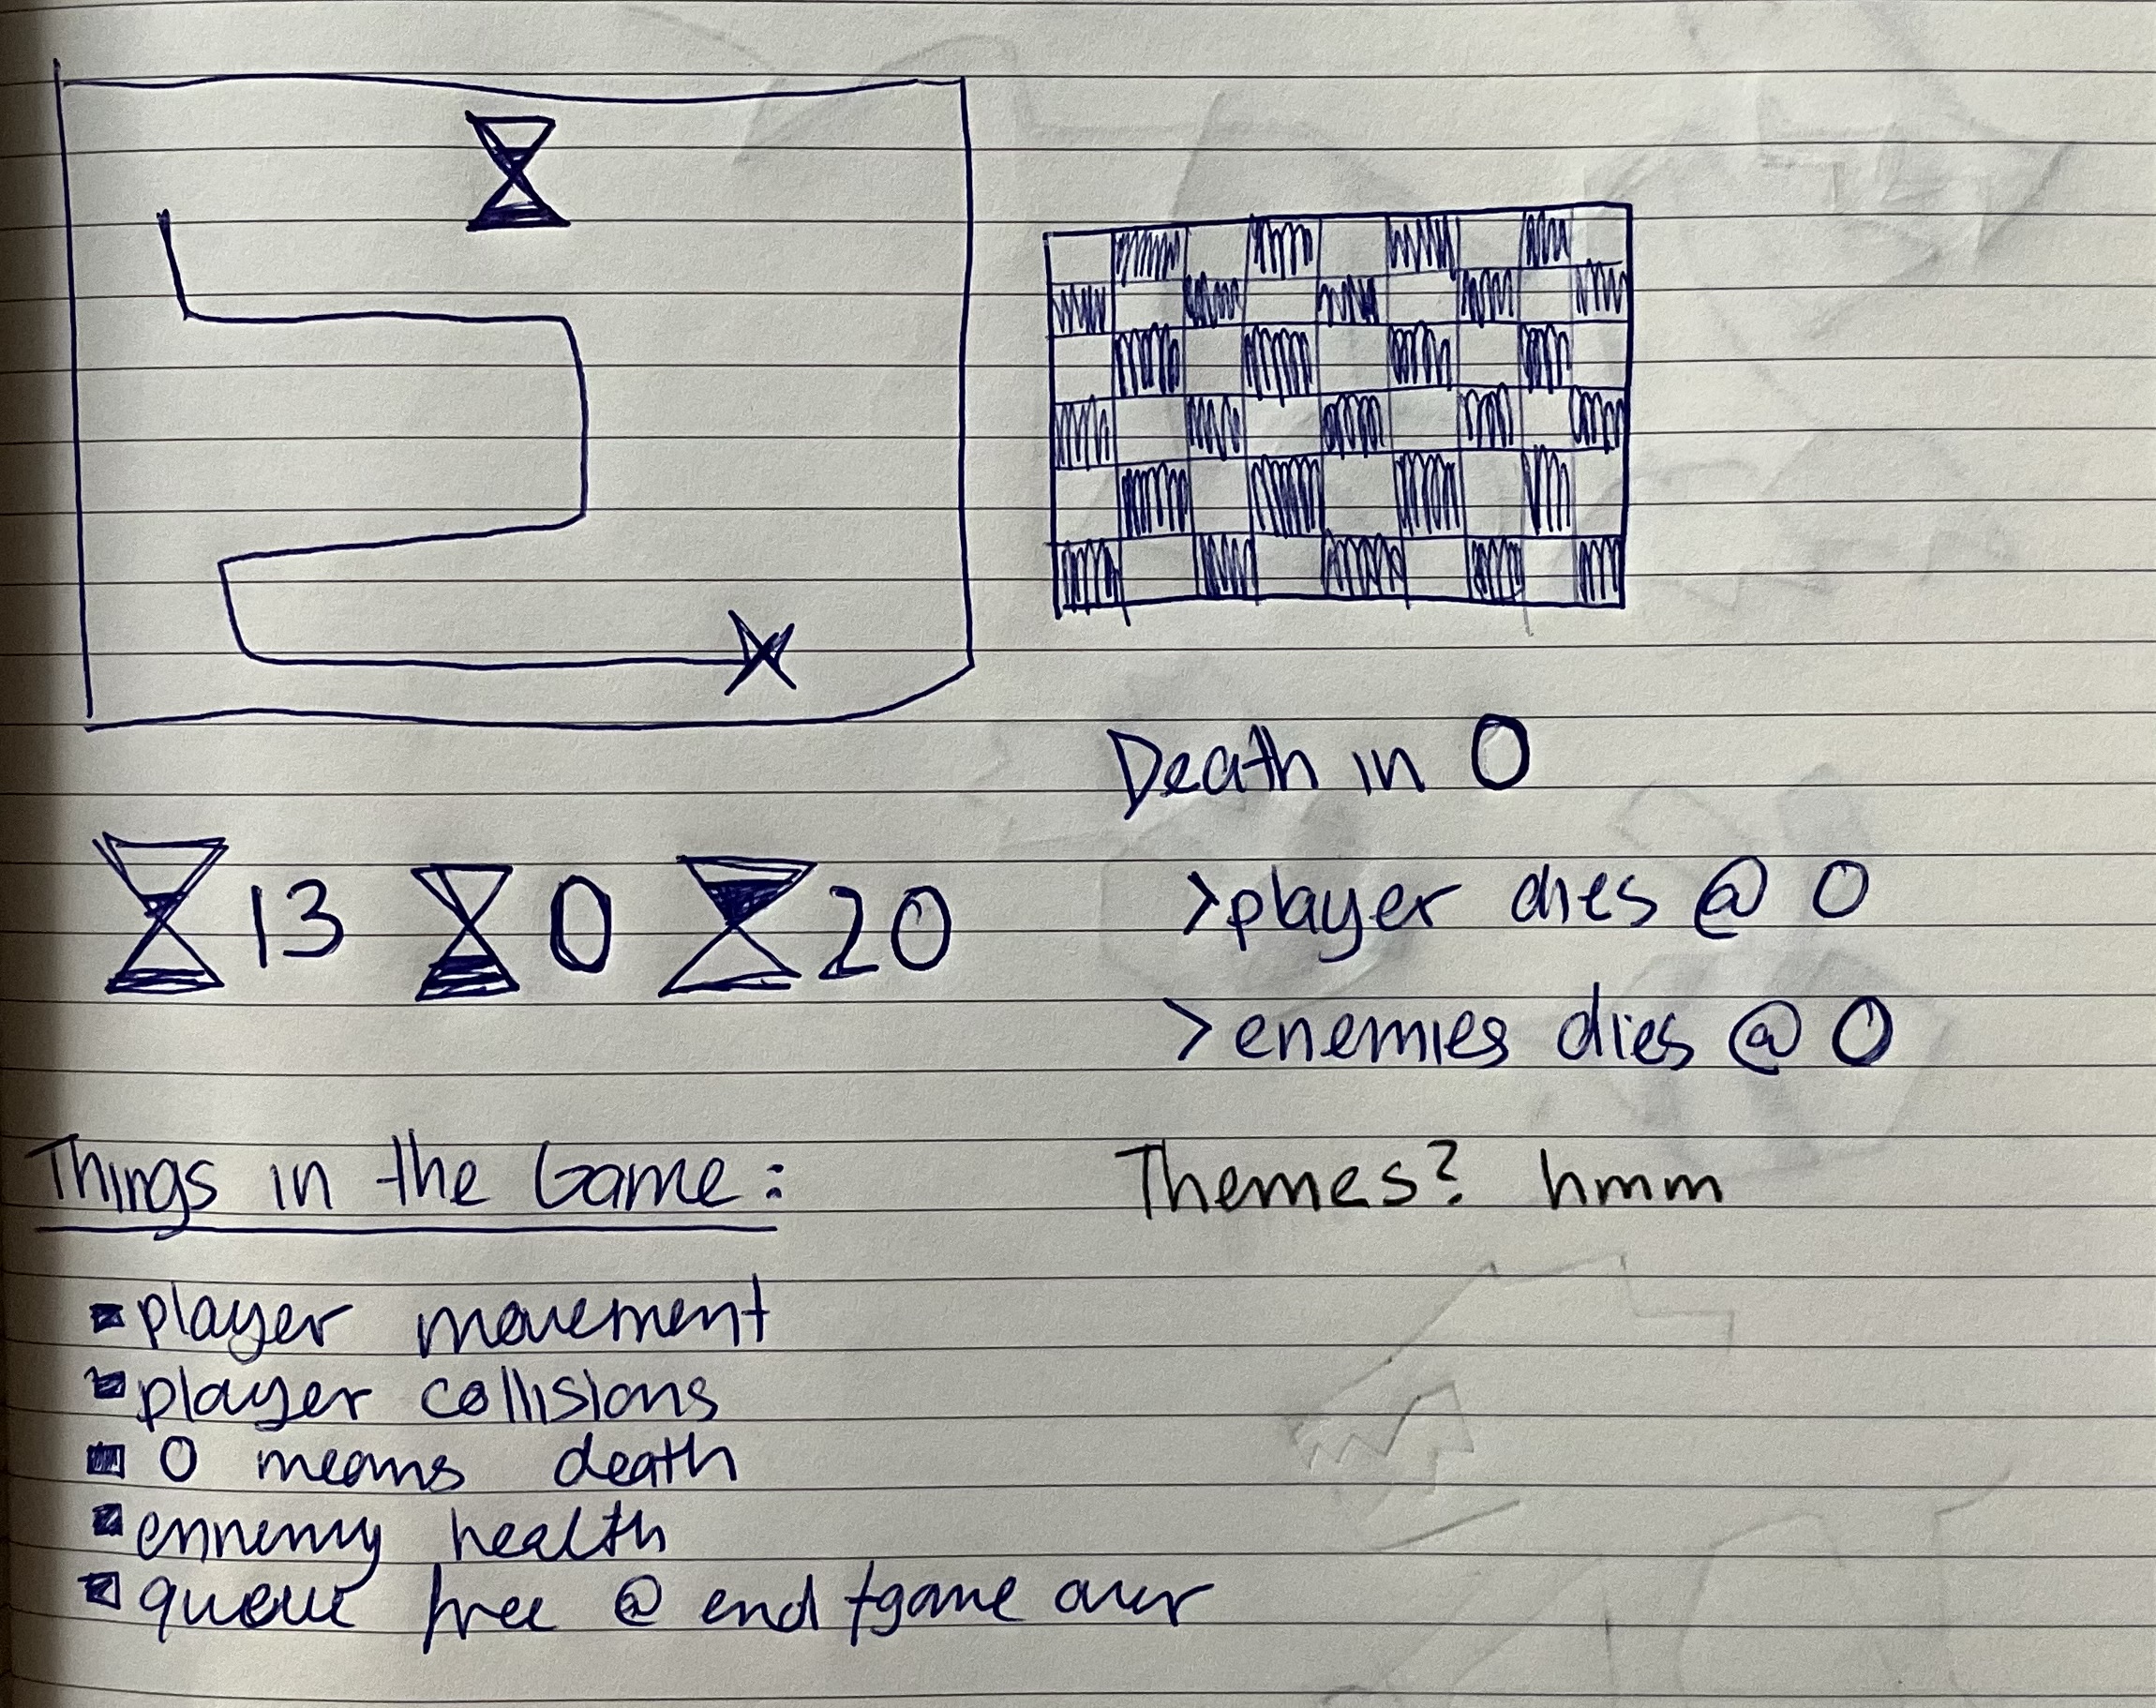 13 0 20
Death in 0
>player dies @ 0
>enemies dies @ 0
Things in the Game:
Themes? hmm
player movement
player collisions
0 means death
ennemy health
queue free @ end +game over